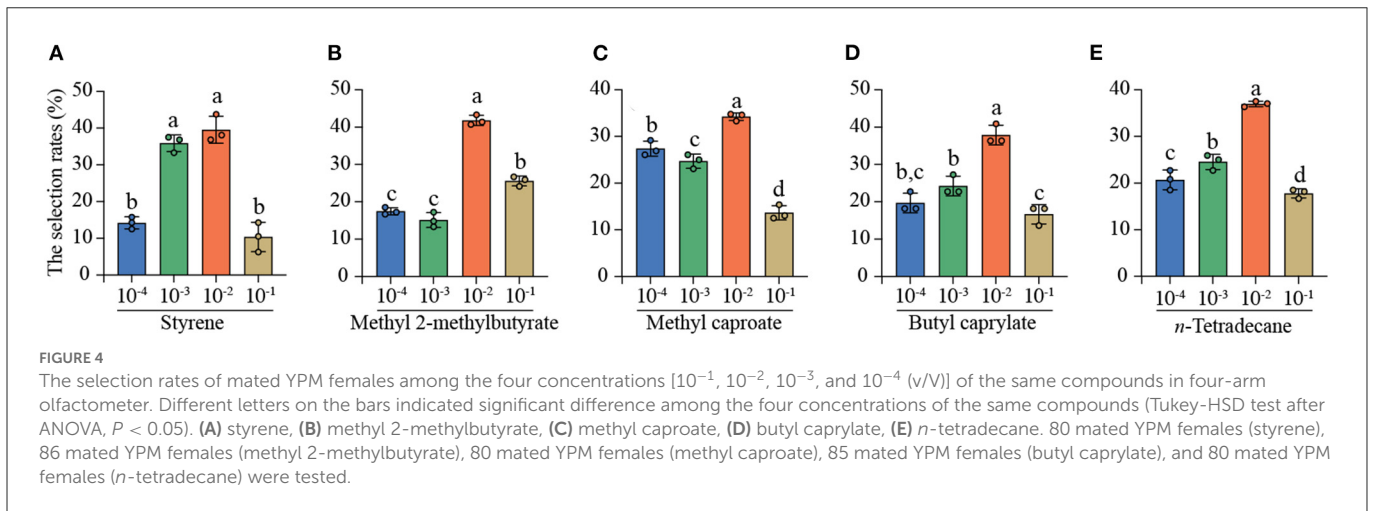 A
B
C
D
E
The selection rates (%)
50
40
30
20
10
0
b
a
a
b
10⁻⁴ 10⁻³ 10⁻² 10⁻¹
Styrene
50
40
30
20
10
0
c
c
a
b
10⁻⁴ 10⁻³ 10⁻² 10⁻¹
Methyl 2-methylbutyrate
40
30
20
10
0
b
c
a
d
10⁻⁴ 10⁻³ 10⁻² 10⁻¹
Methyl caproate
50
40
30
20
10
0
b,c
b
a
c
10⁻⁴ 10⁻³ 10⁻² 10⁻¹
Butyl caprylate
40
30
20
10
0
c
b
a
d
10⁻⁴ 10⁻³ 10⁻² 10⁻¹
n-Tetradecane
FIGURE 4
The selection rates of mated YPM females among the four concentrations [10⁻¹, 10⁻², 10⁻³, and 10⁻⁴ (v/V)] of the same compounds in four-arm
olfactometer. Different letters on the bars indicated significant difference among the four concentrations of the same compounds (Tukey-HSD test after
ANOVA, P < 0.05). (A) styrene, (B) methyl 2-methylbutyrate, (C) methyl caproate, (D) butyl caprylate, (E) n-tetradecane. 80 mated YPM females (styrene),
86 mated YPM females (methyl 2-methylbutyrate), 80 mated YPM females (methyl caproate), 85 mated YPM females (butyl caprylate), and 80 mated YPM
females (n-tetradecane) were tested.